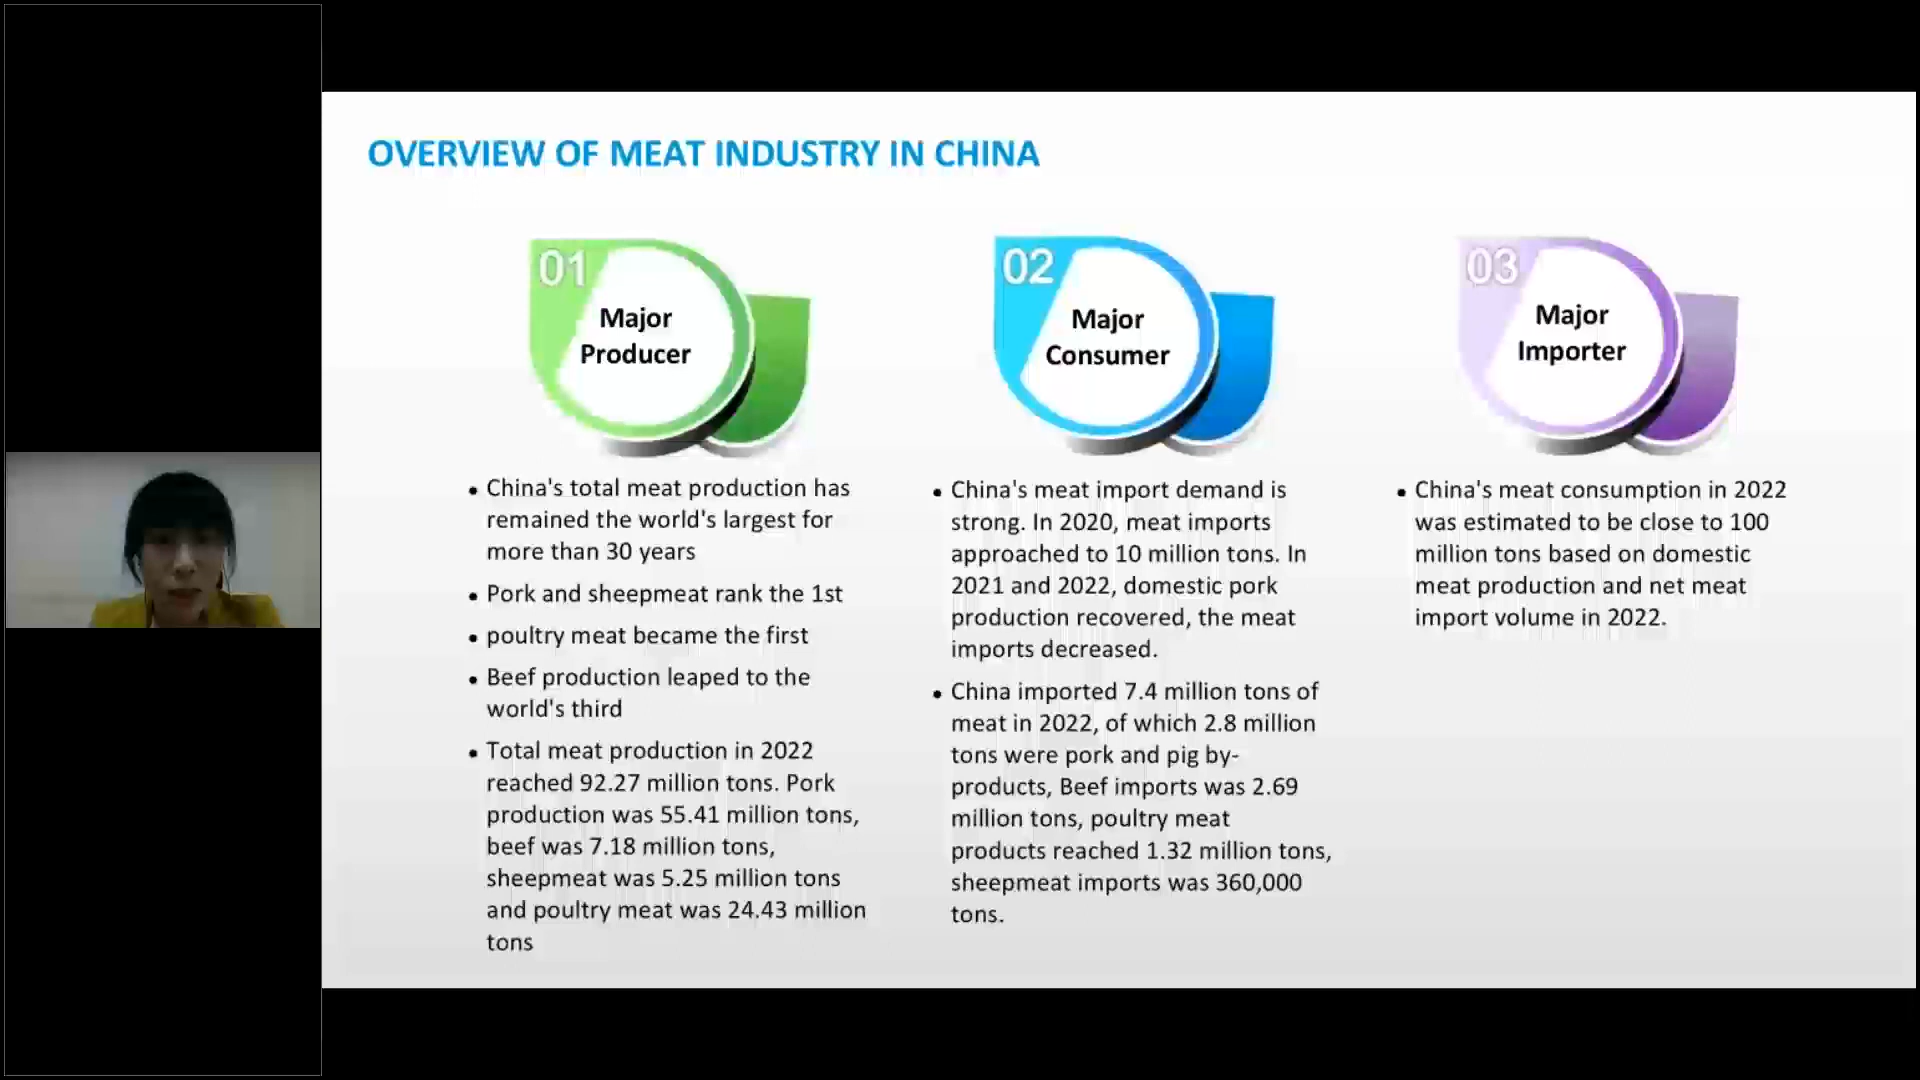 OVERVIEW OF MEAT INDUSTRY IN CHINA
01
Major
Producer
China's total meat production has
remained the world's largest for
more than 30 years
Pork and sheepmeat rank the 1st
poultry meat became the first
Beef production leaped to the
world's third
Total meat production in 2022
reached 92.27 million tons. Pork
production was 55.41 million tons,
beef was 7.18 million tons,
sheepmeat was 5.25 million tons
and poultry meat was 24.43 million
tons
02
Major
Consumer
China's meat import demand is
strong. In 2020, meat imports
approached to 10 million tons. In
2021 and 2022, domestic pork
production recovered, the meat
imports decreased.
China imported 7.4 million tons of
meat in 2022, of which 2.8 million
tons were pork and pig by-
products, Beef imports was 2.69
million tons, poultry meat
products reached 1.32 million tons,
sheepmeat imports was 360,000
tons.
03
Major
Importer
China's meat consumption in 2022
was estimated to be close to 100
million tons based on domestic
meat production and net meat
import volume in 2022.